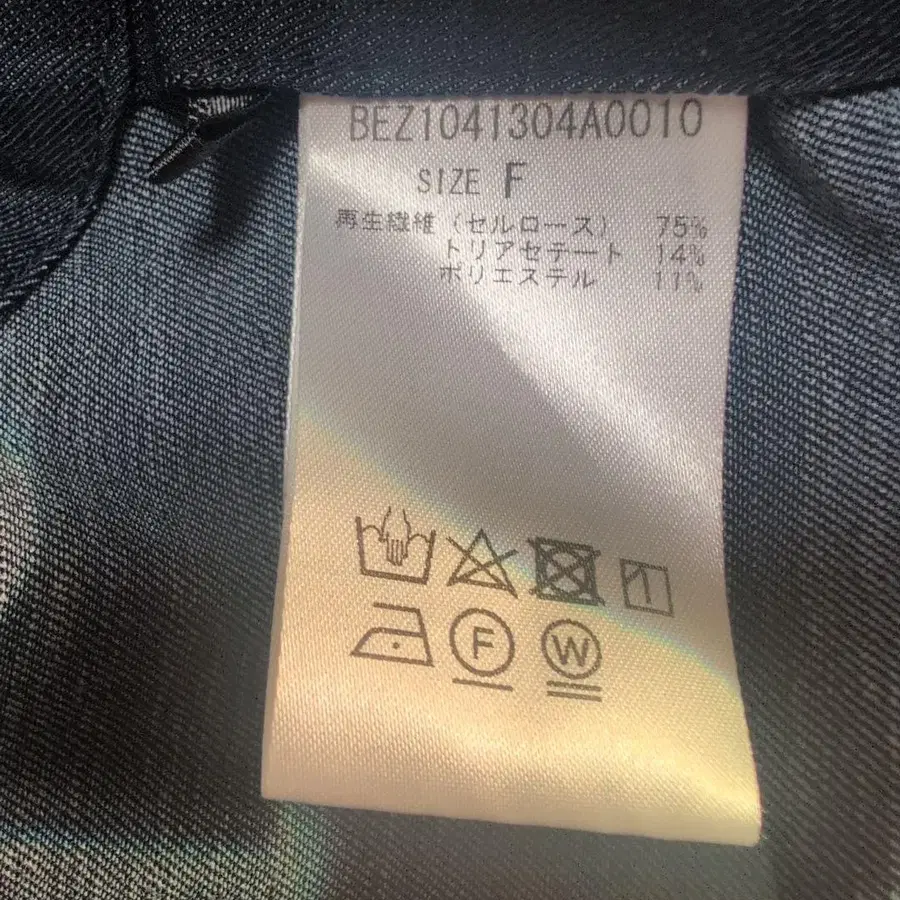 BEZ1041304A0010
SIZE F
再生繊維（セルロース） 75%
トリアセテート 14%
ポリエステル 11%
F W